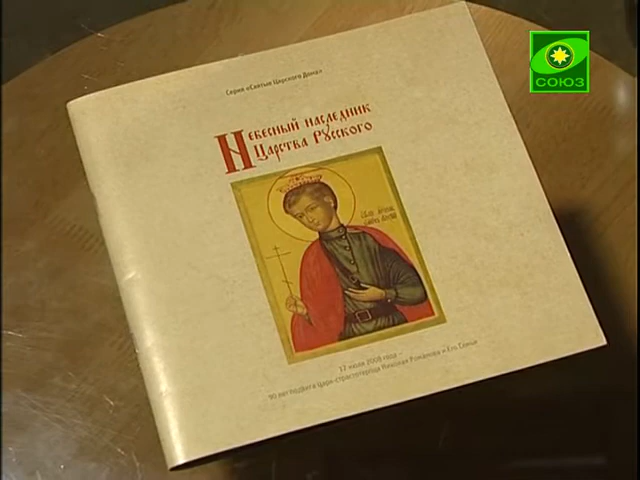 СОЮЗ
Серия «Святые Царского Дома»
Небесный наследник
Царства Русского
17 июля 2008 года –
90 лет подвига Царя-страстотерпца Николая Романова и Его Семьи